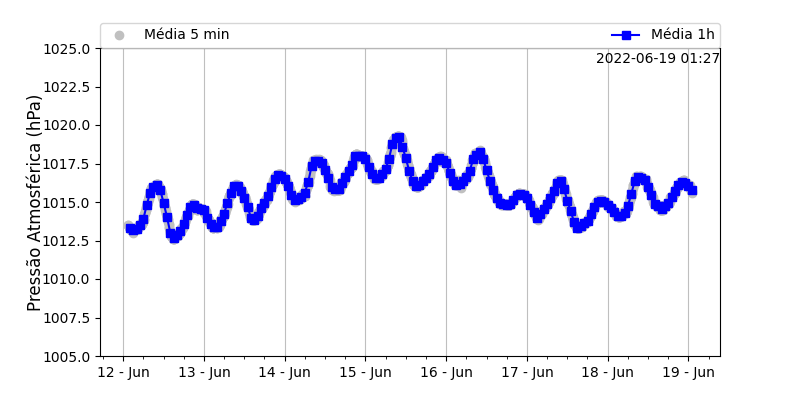 Média 5 min
Média 1h
2022-06-19 01:27
Pressão Atmosférica (hPa)
1025.0
1022.5
1020.0
1017.5
1015.0
1012.5
1010.0
1007.5
1005.0
12 - Jun
13 - Jun
14 - Jun
15 - Jun
16 - Jun
17 - Jun
18 - Jun
19 - Jun